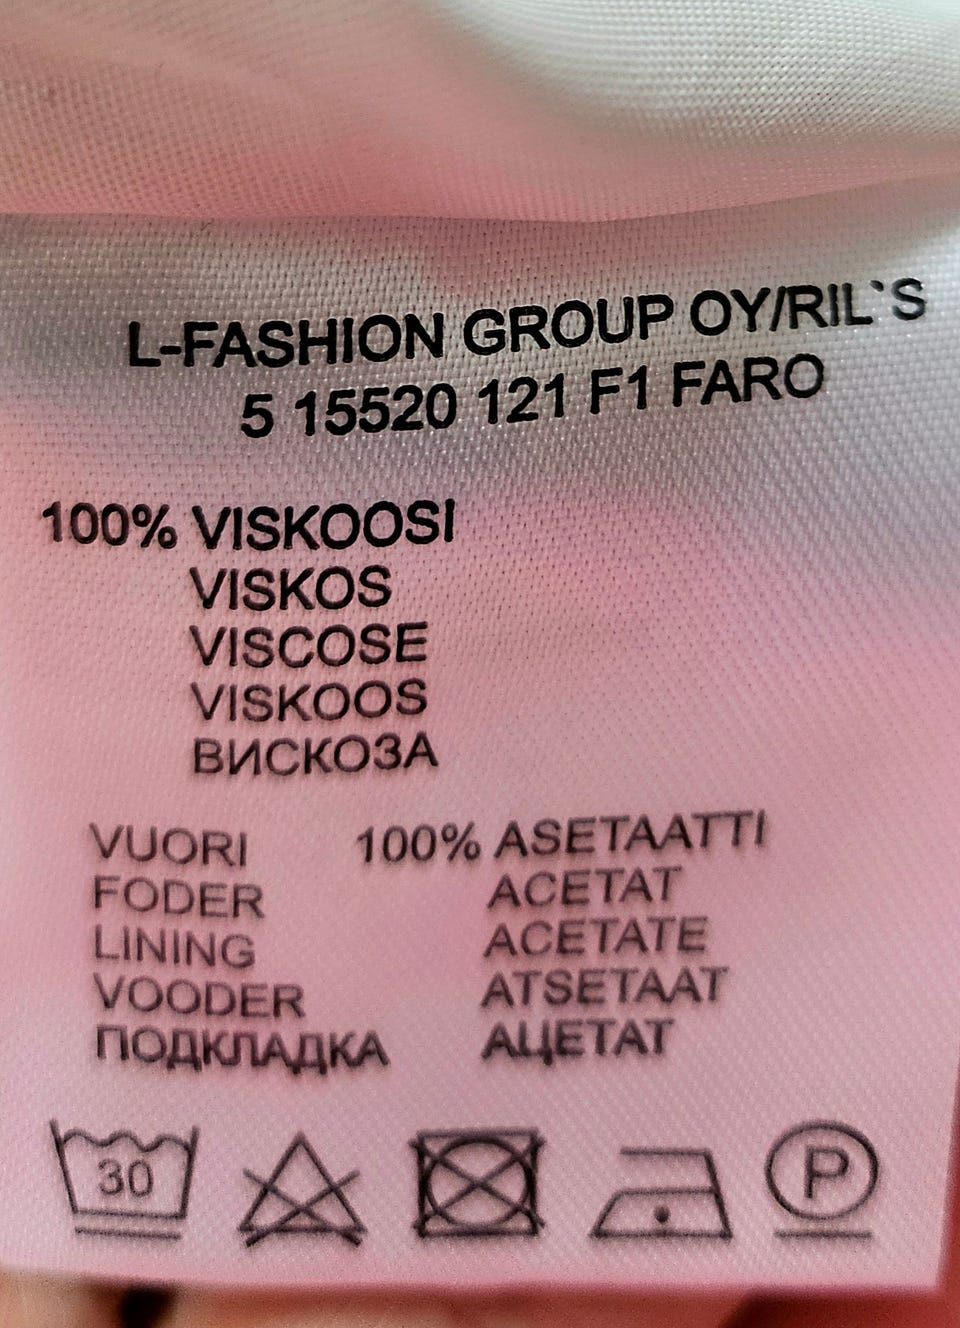 L-FASHION GROUP OY/RIL`S
5 15520 121 F1 FARO
100% VISKOOSI
VISKOS
VISCOSE
VISKOOS
ВИСКОЗА
VUORI 100% ASETAATTI
FODER ACETAT
LINING ACETATE
VOODER ATSETAAT
ПОДКЛАДКА АЦЕТАТ
30 P